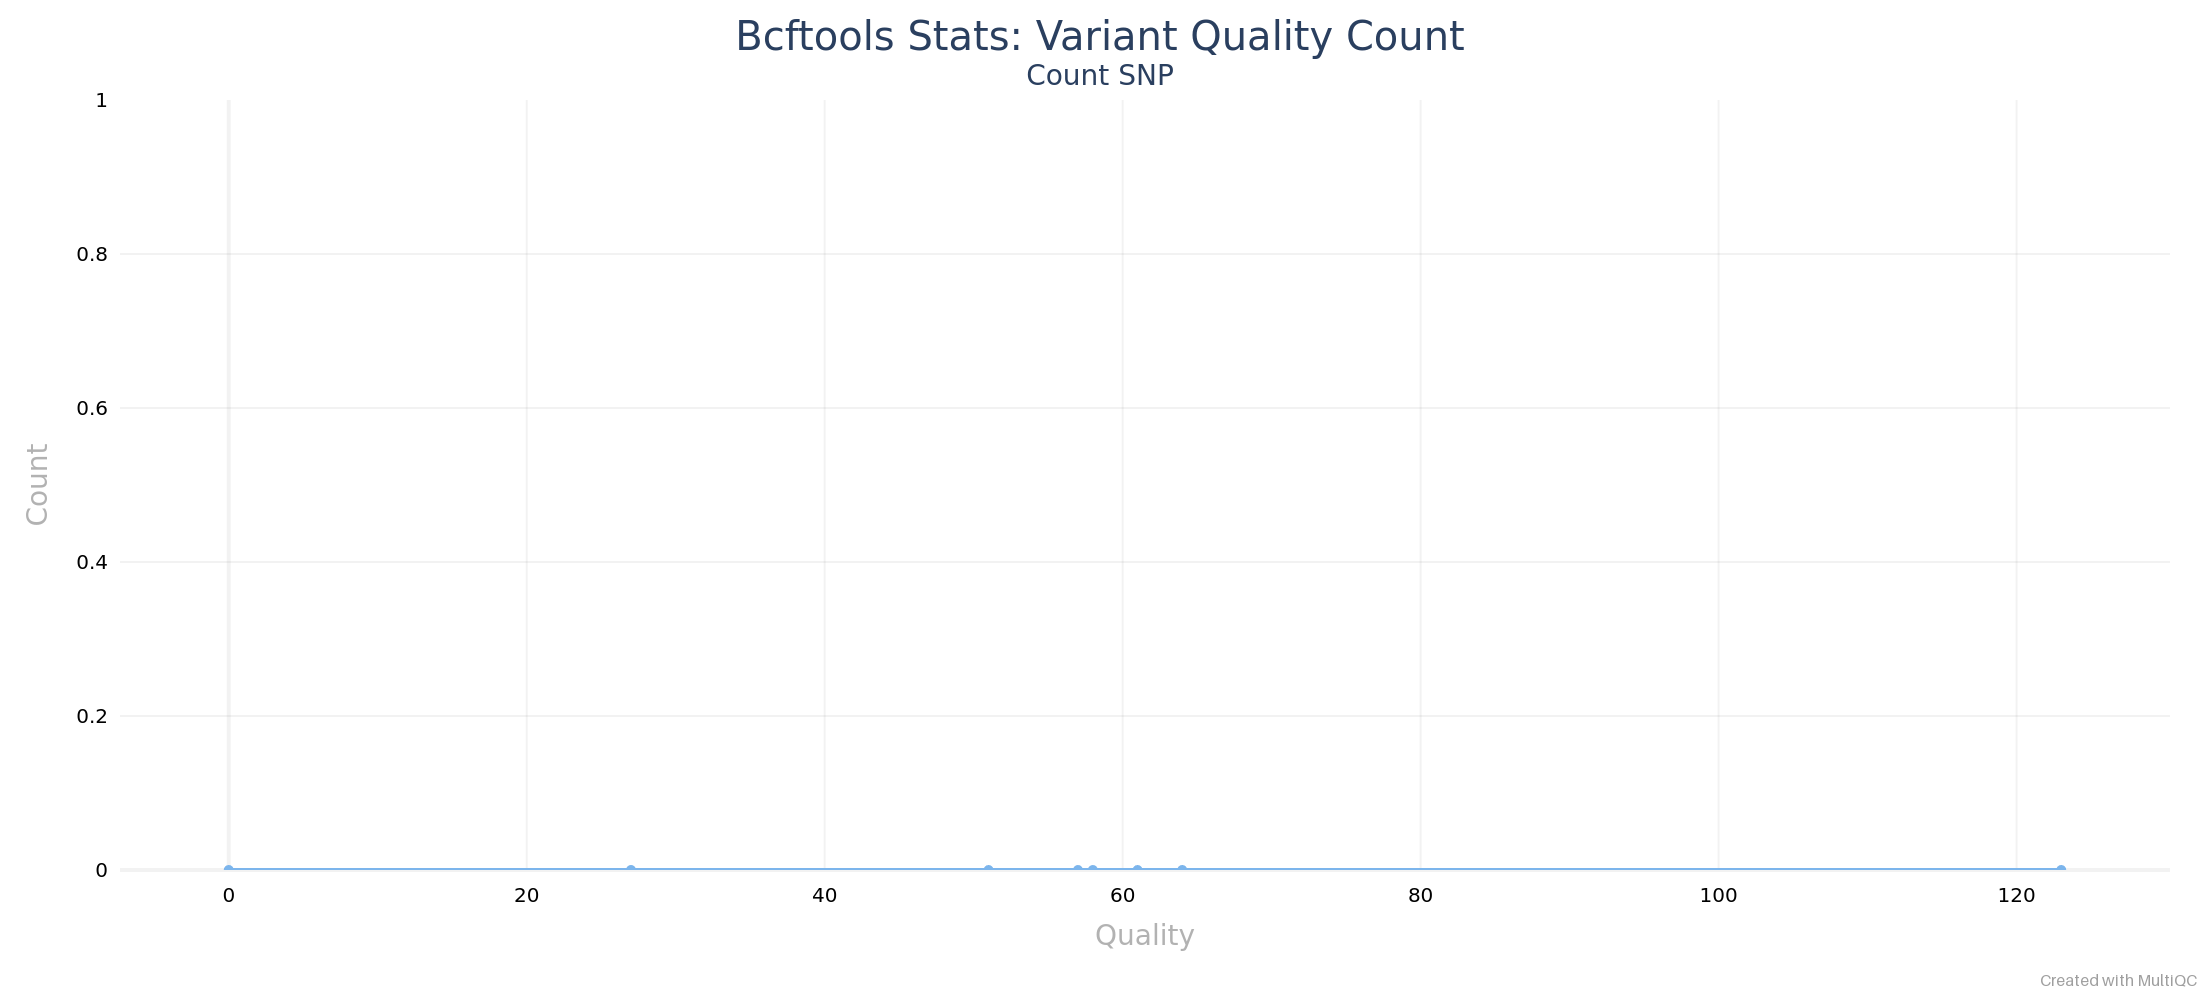 Bcftools Stats: Variant Quality Count
Count SNP
1
0.8
0.6
0.4
0.2
0
Count
0 20 40 60 80 100 120
Quality
Created with MultiQC